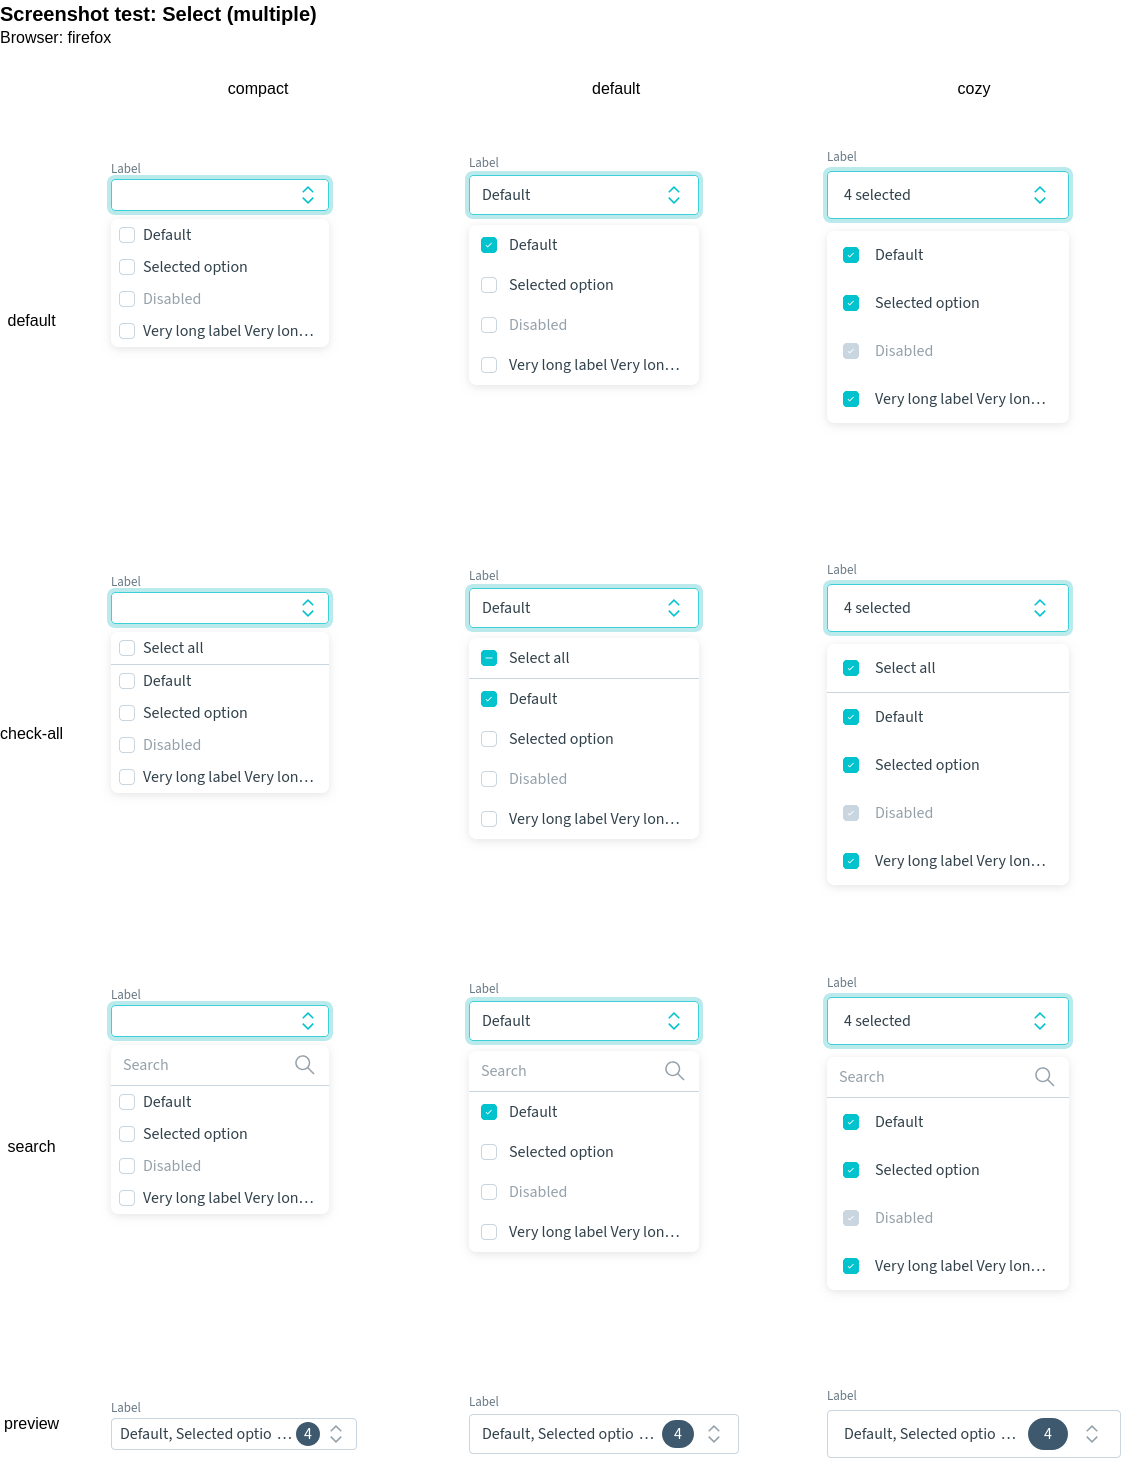 Screenshot test: Select (multiple)
Browser: firefox
compact
default
cozy
default
Label
Default
Selected option
Disabled
Very long label Very lon…
Label
Default
Default
Selected option
Disabled
Very long label Very lon…
Label
4 selected
Default
Selected option
Disabled
Very long label Very lon…
check-all
Label
Select all
Default
Selected option
Disabled
Very long label Very lon…
Label
Default
Select all
Default
Selected option
Disabled
Very long label Very lon…
Label
4 selected
Select all
Default
Selected option
Disabled
Very long label Very lon…
search
Label
Search
Default
Selected option
Disabled
Very long label Very lon…
Label
Default
Search
Default
Selected option
Disabled
Very long label Very lon…
Label
4 selected
Search
Default
Selected option
Disabled
Very long label Very lon…
preview
Label
Default, Selected optio … 4
Label
Default, Selected optio … 4
Label
Default, Selected optio … 4